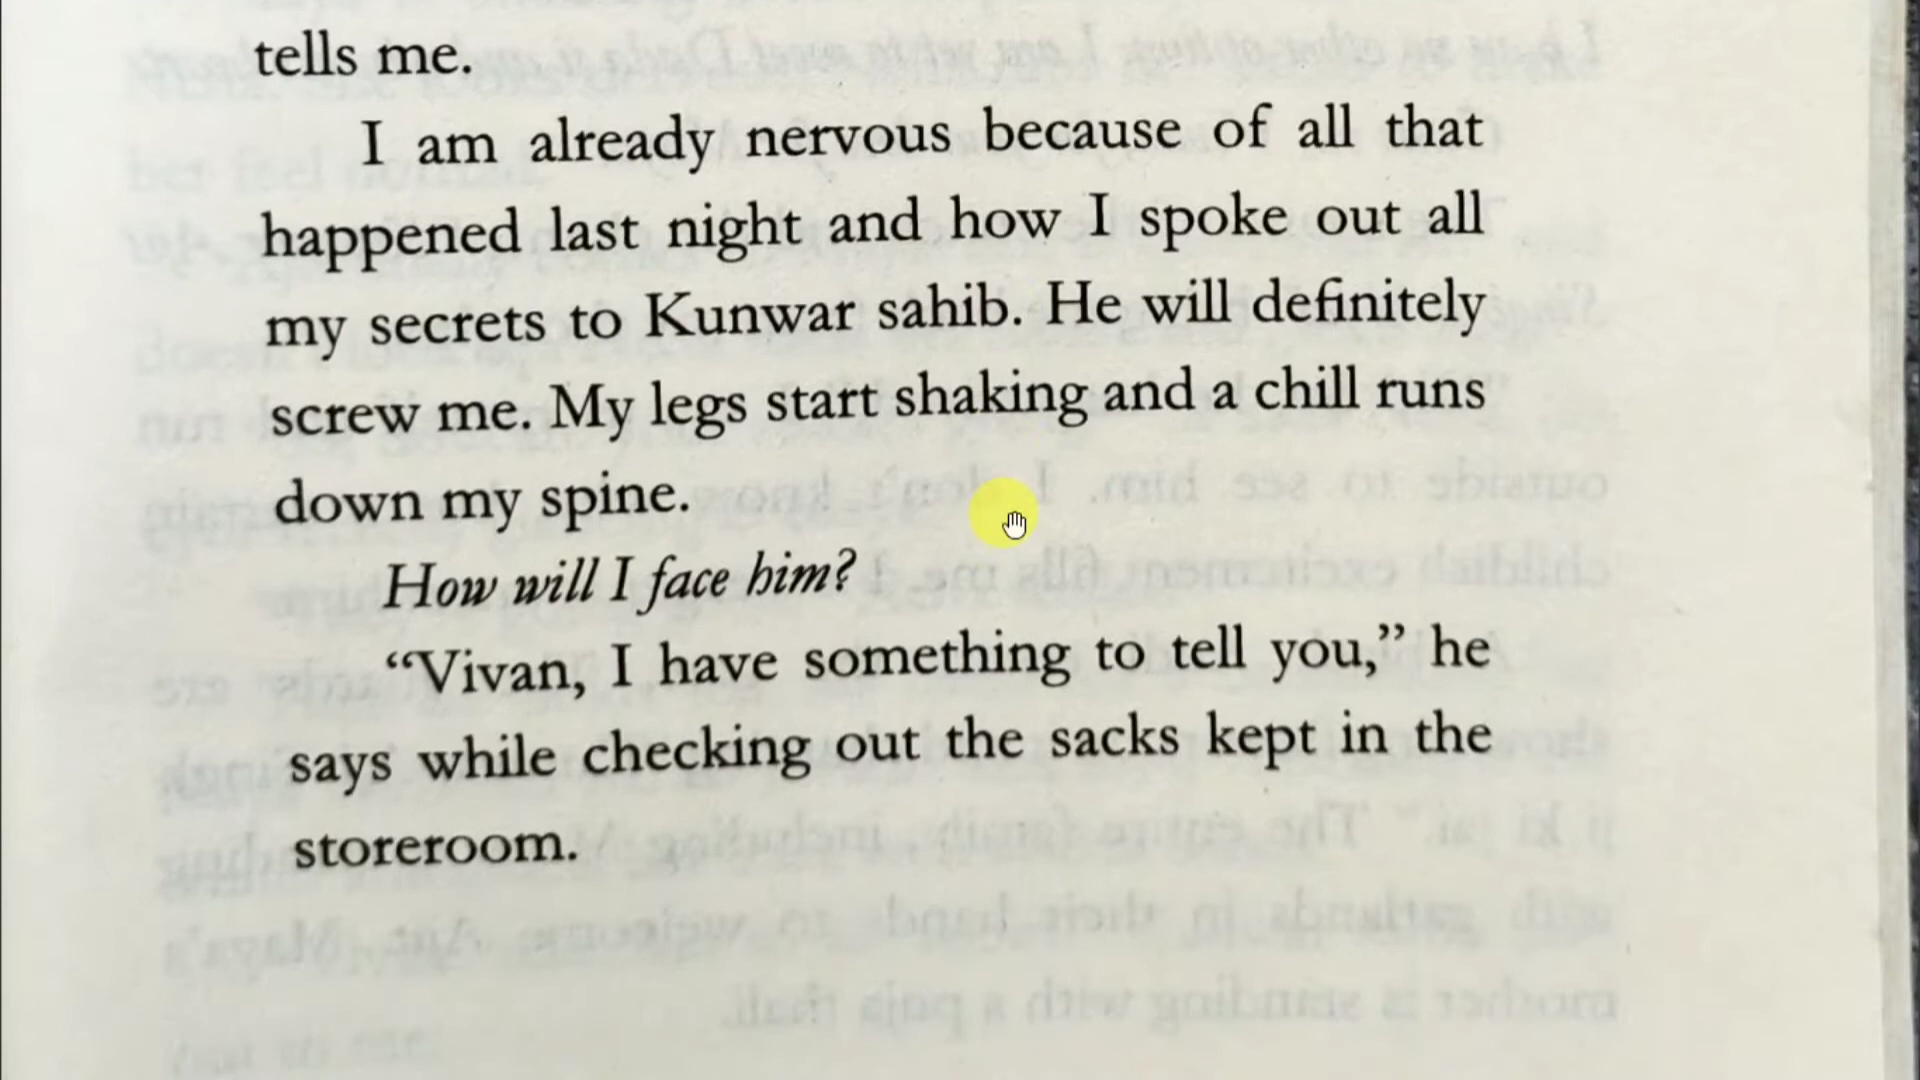 tells me.
I am already nervous because of all that
happened last night and how I spoke out all
my secrets to Kunwar sahib. He will definitely
screw me. My legs start shaking and a chill runs
down my spine.
How will I face him?
“Vivan, I have something to tell you,” he
says while checking out the sacks kept in the
storeroom.